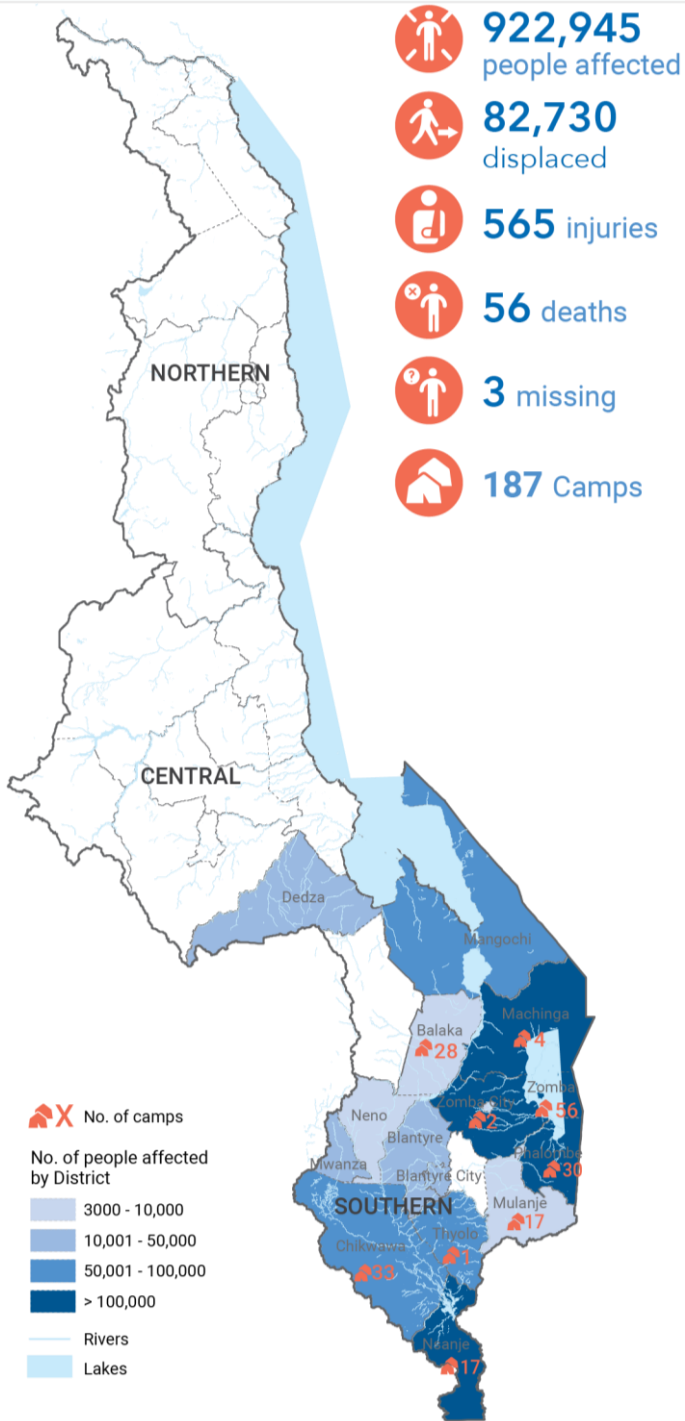 922,945
people affected
82,730
displaced
565 injuries
56 deaths
3 missing
187 Camps
NORTHERN
CENTRAL
Dedza
Mangochi
Machinga
4
Balaka
28
Zomba
56
Zomba City
2
Neno
Blantyre
Phalombe
30
Mwanza
Blantyre City
SOUTHERN
Mulanje
17
Thyolo
1
Chikwawa
33
Nsanje
17
X No. of camps
No. of people affected
by District
3000 - 10,000
10,001 - 50,000
50,001 - 100,000
> 100,000
Rivers
Lakes